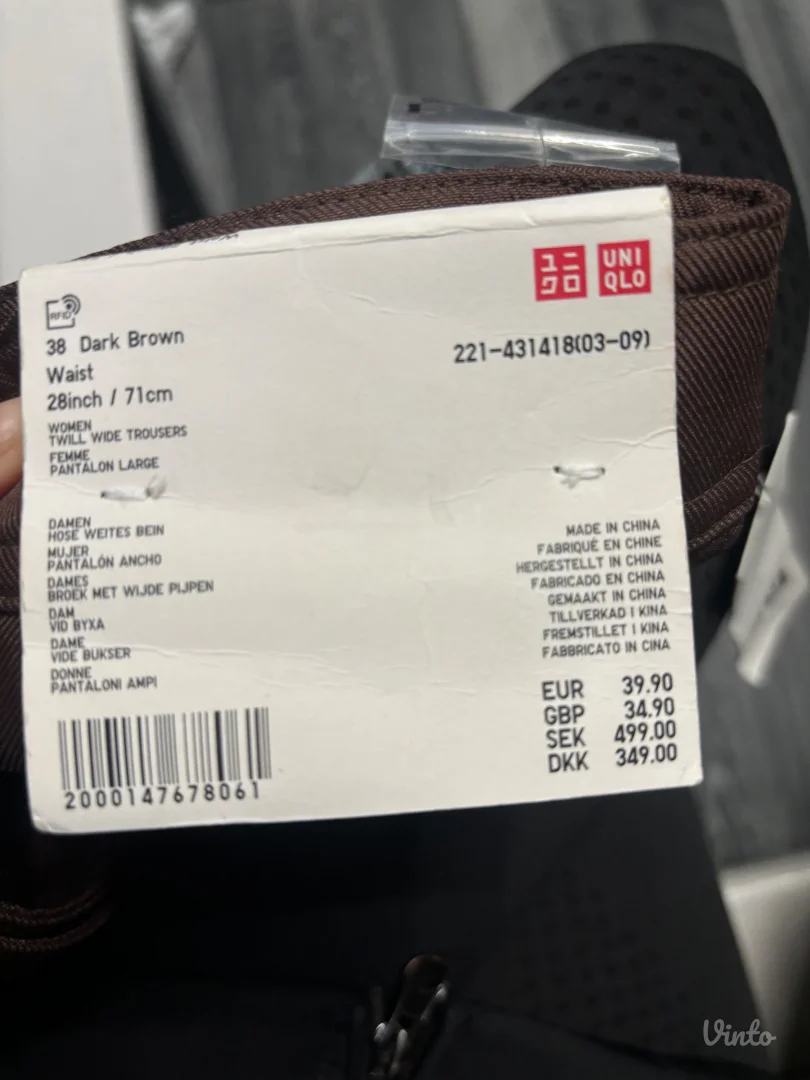 ユニ
クロ
UNI
QLO
RFID
38 Dark Brown
221-431418(03-09)
Waist
28inch / 71cm
WOMEN
TWILL WIDE TROUSERS
FEMME
PANTALON LARGE
DAMEN
HOSE WEITES BEIN
MUJER
PANTALÓN ANCHO
DAMES
BROEK MET WIJDE PIJPEN
DAM
VID BYXA
DAME
VIDE BUKSER
DONNE
PANTALONI AMPI
MADE IN CHINA
FABRIQUÉ EN CHINE
HERGESTELLT IN CHINA
FABRICADO EN CHINA
GEMAAKT IN CHINA
TILLVERKAD I KINA
FREMSTILLET I KINA
FABBRICATO IN CINA
EUR 39.90
GBP 34.90
SEK 499.00
DKK 349.00
2000147678061
Vinto